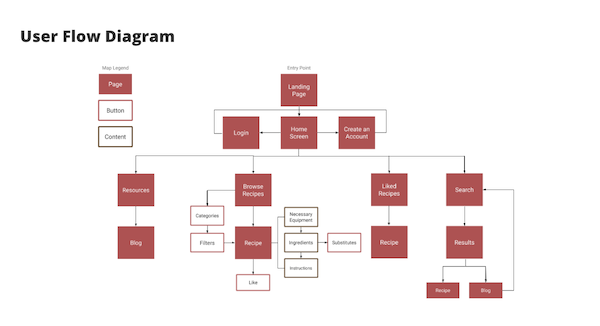 User Flow Diagram
Map Legend
Page
Button
Content
Entry Point
Landing
Page
Login
Home
Screen
Create an
Account
Resources
Browse
Recipes
Liked
Recipes
Search
Categories
Necessary
Equipment
Blog
Filters
Recipe
Ingredients
Substitutes
Recipe
Results
Instructions
Like
Recipe
Blog